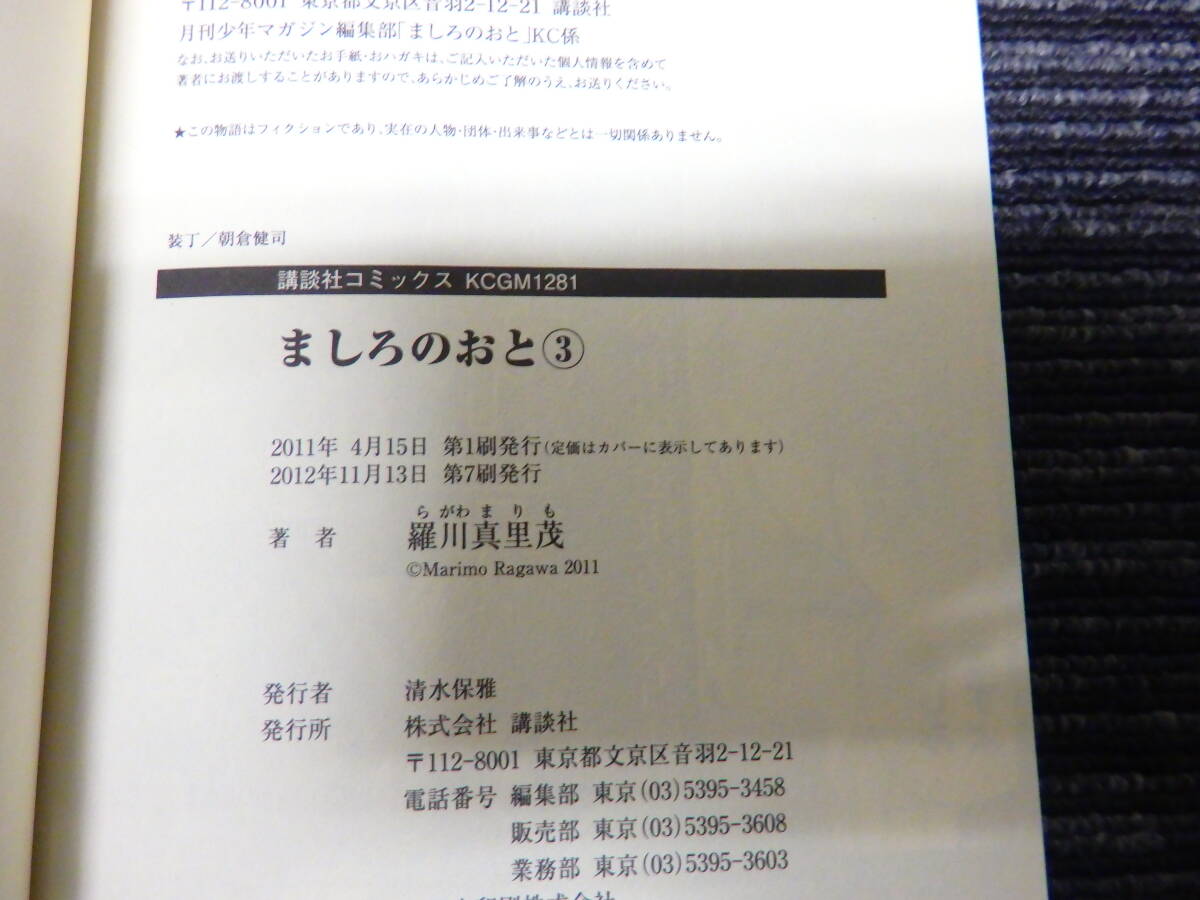 〒112-8001 東京都文京区音羽2-12-21 講談社
月刊少年マガジン編集部「ましろのおと」KC係
なお、お送りいただいたお手紙・おハガキは、ご記入いただいた個人情報を含めて
著者にお渡しすることがありますので、あらかじめご了解のうえ、お送りください。
★この物語はフィクションであり、実在の人物・団体・出来事などとは一切関係ありません。
装丁／朝倉健司
講談社コミックス KCGM1281
ましろのおと③
2011年 4月15日 第1刷発行(定価はカバーに表示してあります)
2012年11月13日 第7刷発行
らがわまりも
著 者 羅川真里茂
©Marimo Ragawa 2011
発行者 清水保雅
発行所 株式会社 講談社
〒112-8001 東京都文京区音羽2-12-21
電話番号 編集部 東京(03)5395-3458
販売部 東京(03)5395-3608
業務部 東京(03)5395-3603
印刷株式会社